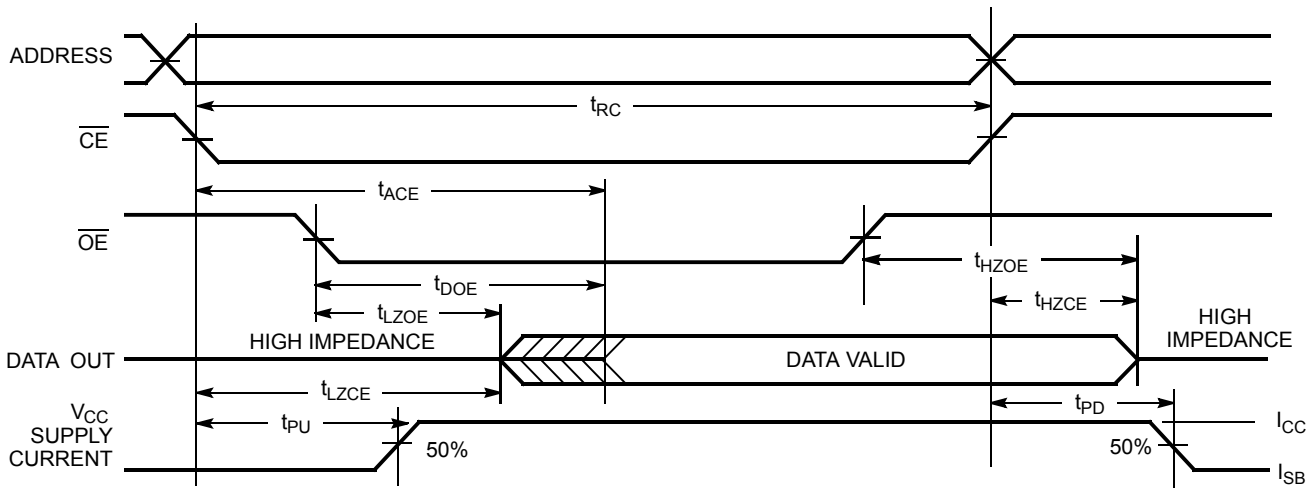 ADDRESS
tRC
CE
tACE
OE
tHZOE
tDOE
tLZOE
tHZCE
HIGH IMPEDANCE
HIGH
IMPEDANCE
DATA OUT
DATA VALID
tLZCE
VCC
SUPPLY
CURRENT
tPU
50%
tPD
50%
ICC
ISB